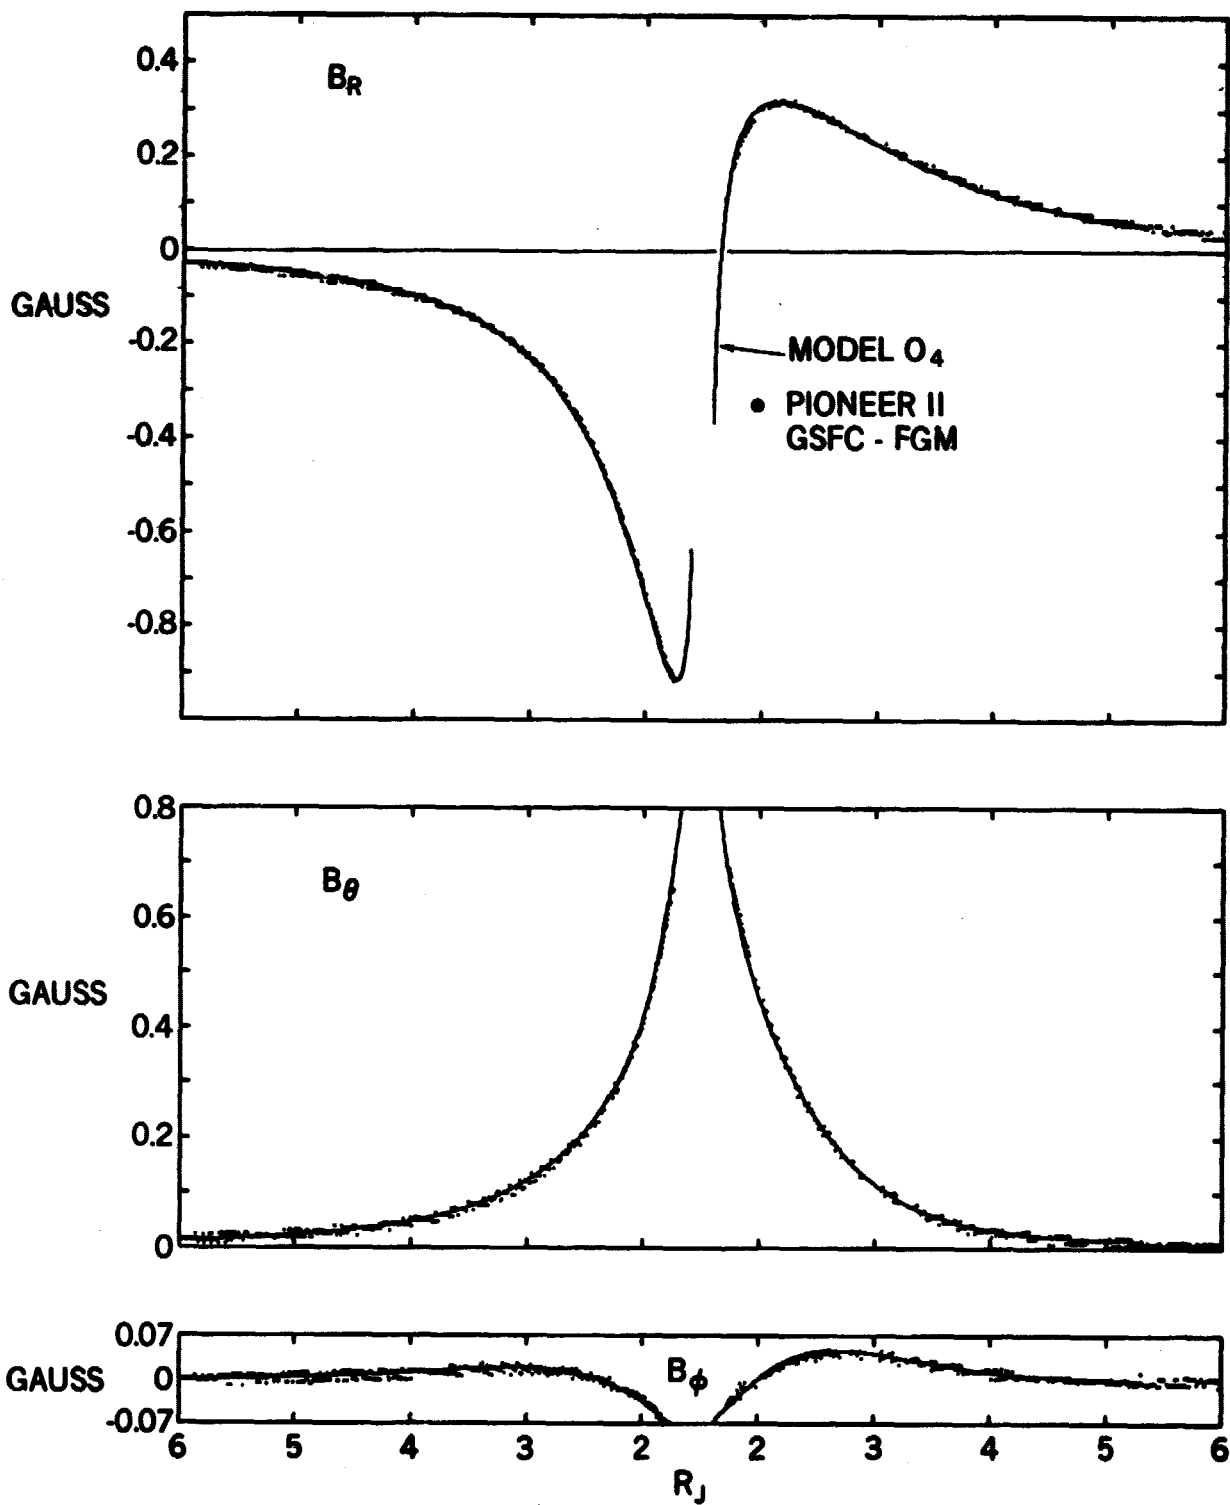 0.4
B_R
0.2
0
GAUSS
-0.2
MODEL O_4
-0.4
● PIONEER II
GSFC - FGM
-0.6
-0.8
0.8
B_θ
0.6
GAUSS
0.4
0.2
0
0.07
GAUSS 0
B_ϕ
-0.07
6 5 4 3 2 2 3 4 5 6
R_J